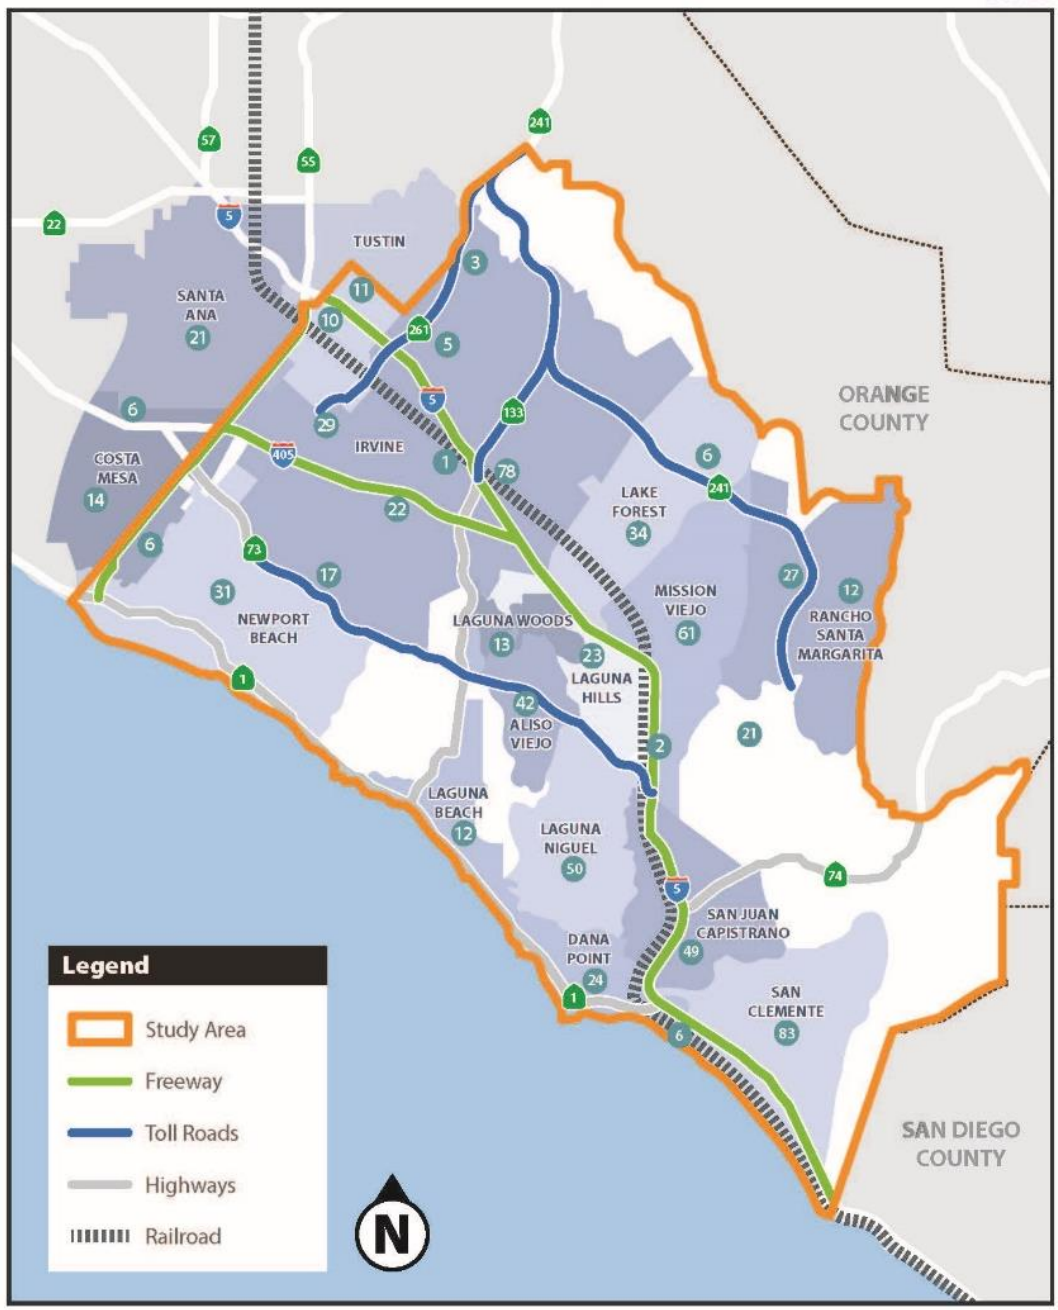 241
57
55
22
5
TUSTIN
3
11
SANTA
ANA
21
10
261
5
5
ORANGE
COUNTY
6
133
29
405
IRVINE
1
78
COSTA
MESA
14
6
241
LAKE
FOREST
34
22
6
73
17
31
NEWPORT
BEACH
27
12
RANCHO
SANTA
MARGARITA
MISSION
VIEJO
61
LAGUNA WOODS
13
23
LAGUNA
HILLS
1
42
ALISO
VIEJO
21
2
LAGUNA
BEACH
12
LAGUNA
NIGUEL
50
74
5
SAN JUAN
CAPISTRANO
49
DANA
POINT
24
1
SAN
CLEMENTE
83
6
SAN DIEGO
COUNTY
Legend
Study Area
Freeway
Toll Roads
Highways
Railroad
N